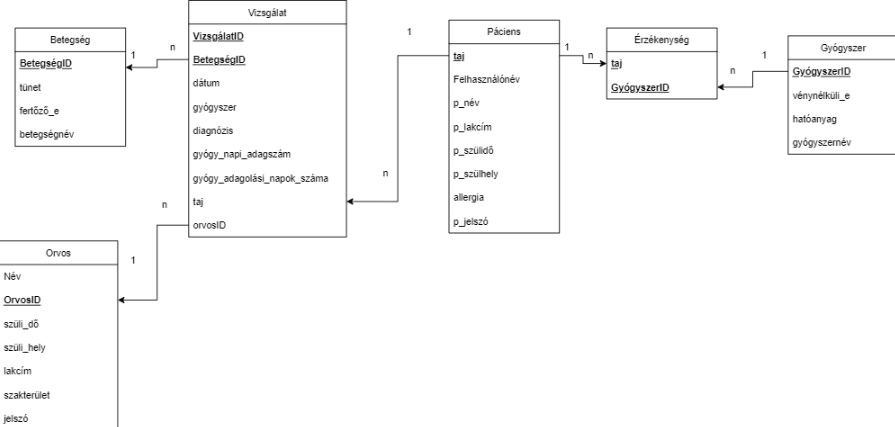 Betegség
BetegségID
tünet
fertőző_e
betegségnév
1
n
Vizsgálat
VizsgálatID
BetegségID
dátum
gyógyszer
diagnózis
gyógy_napi_adagszám
gyógy_adagolási_napok_száma
taj
orvosID
1
n
Páciens
taj
Felhasználónév
p_név
p_lakcím
p_szülidő
p_szülhely
allergia
p_jelszó
1
n
Érzékenység
taj
GyógyszerID
1
n
Gyógyszer
GyógyszerID
vénynélküli_e
hatóanyag
gyógyszernév
n
1
Orvos
Név
OrvosID
szüli_dő
szüli_hely
lakcím
szakterület
jelszó